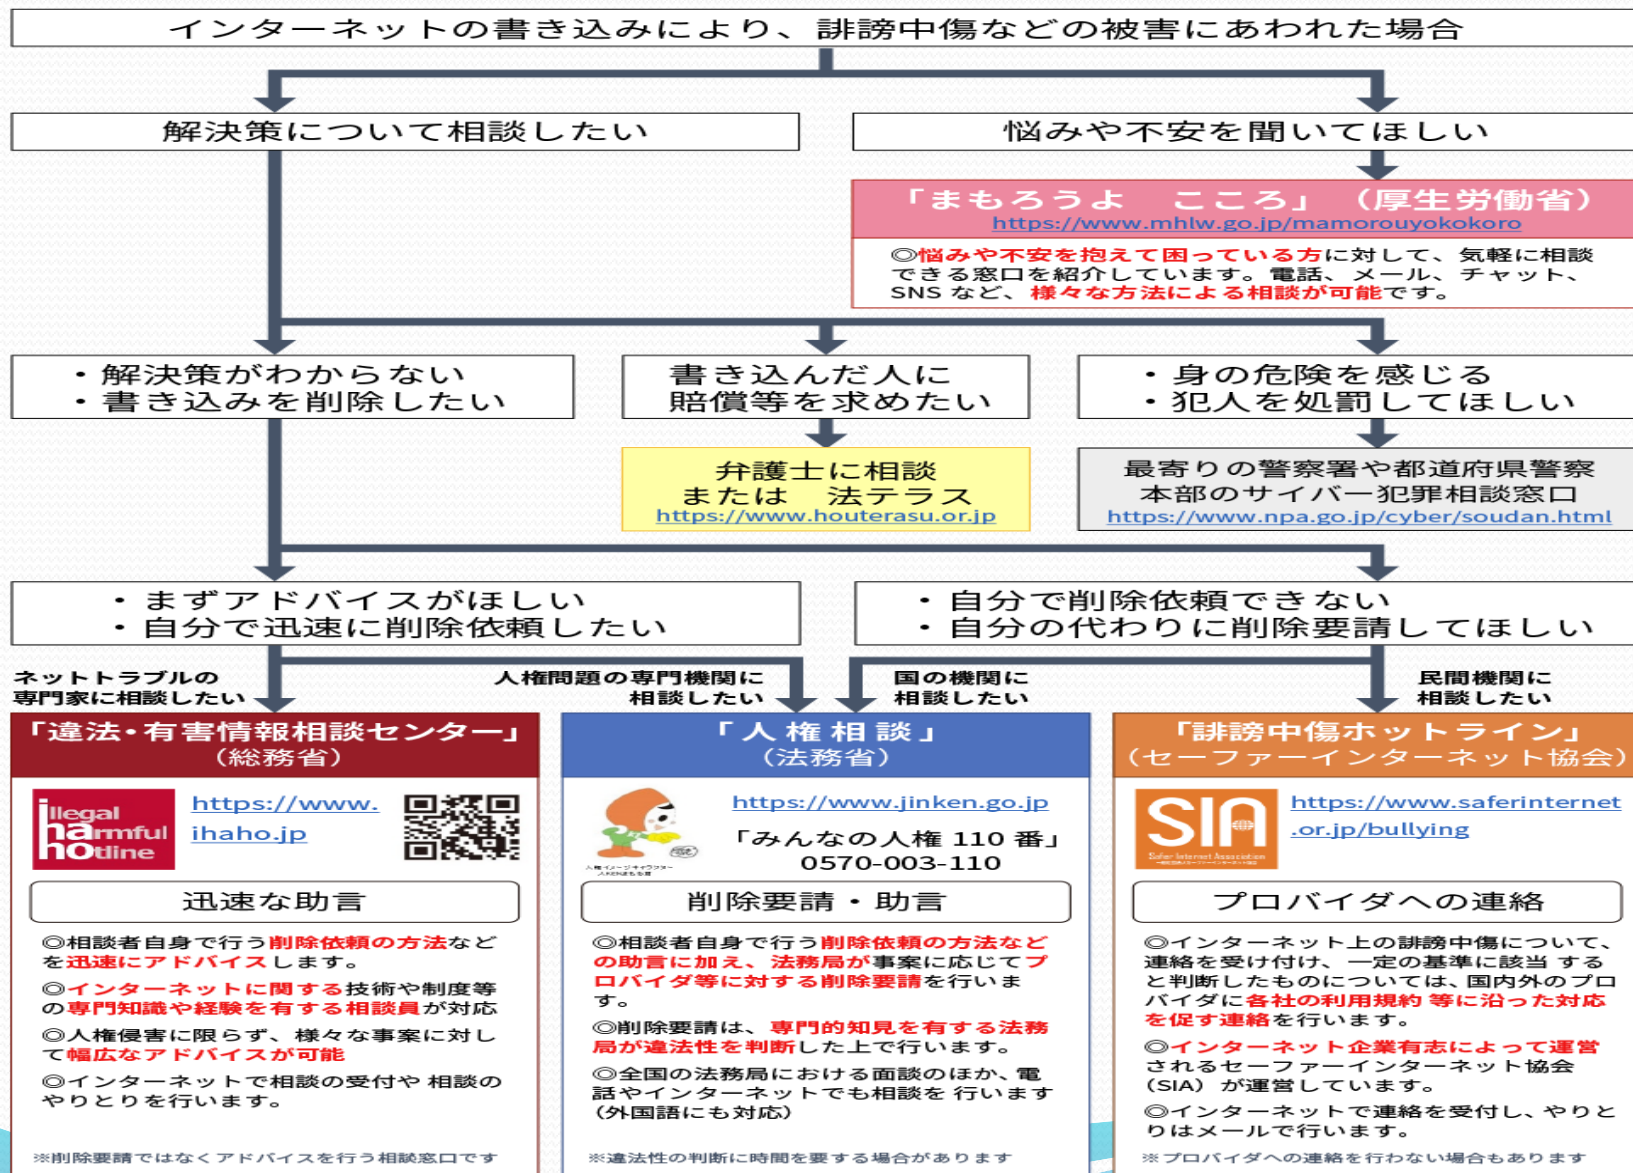 インターネットの書き込みにより、誹謗中傷などの被害にあわれた場合
解決策について相談したい
悩みや不安を聞いてほしい
「まもろうよ　こころ」（厚生労働省）
https://www.mhlw.go.jp/mamorouyokokoro
◎悩みや不安を抱えて困っている方に対して、気軽に相談
できる窓口を紹介しています。電話、メール、チャット、
SNS など、様々な方法による相談が可能です。
・解決策がわからない
・書き込みを削除したい
書き込んだ人に
賠償等を求めたい
・身の危険を感じる
・犯人を処罰してほしい
弁護士に相談
または　法テラス
https://www.houterasu.or.jp
最寄りの警察署や都道府県警察
本部のサイバー犯罪相談窓口
https://www.npa.go.jp/cyber/soudan.html
・まずアドバイスがほしい
・自分で迅速に削除依頼したい
・自分で削除依頼できない
・自分の代わりに削除要請してほしい
ネットトラブルの
専門家に相談したい
人権問題の専門機関に
相談したい
国の機関に
相談したい
民間機関に
相談したい
「違法・有害情報相談センター」
（総務省）
illegal
harmful
hotline
https://www.
ihaho.jp
迅速な助言
◎相談者自身で行う削除依頼の方法など
を迅速にアドバイスします。
◎インターネットに関する技術や制度等
の専門知識や経験を有する相談員が対応
◎人権侵害に限らず、様々な事案に対し
て幅広なアドバイスが可能
◎インターネットで相談の受付や 相談の
やりとりを行います。
※削除要請ではなくアドバイスを行う相談窓口です
「人権相談」
（法務省）
https://www.jinken.go.jp
「みんなの人権 110 番」
0570-003-110
人権イメージキャラクター
人KENまもる君
削除要請・助言
◎相談者自身で行う削除依頼の方法など
の助言に加え、法務局が事案に応じてプ
ロバイダ等に対する削除要請を行いま
す。
◎削除要請は、専門的知見を有する法務
局が違法性を判断した上で行います。
◎全国の法務局における面談のほか、電
話やインターネットでも相談を 行います
（外国語にも対応）
※違法性の判断に時間を要する場合があります
「誹謗中傷ホットライン」
（セーファーインターネット協会）
SIA
Safer Internet Association
https://www.saferinternet
.or.jp/bullying
プロバイダへの連絡
◎インターネット上の誹謗中傷について、
連絡を受け付け、一定の基準に該当 する
と判断したものについては、国内外のプロ
バイダに各社の利用規約 等に沿った対応
を促す連絡を行います。
◎インターネット企業有志によって運営
されるセーファーインターネット協会
（SIA）が運営しています。
◎インターネットで連絡を受付し、やりと
りはメールで行います。
※プロバイダへの連絡を行わない場合もあります